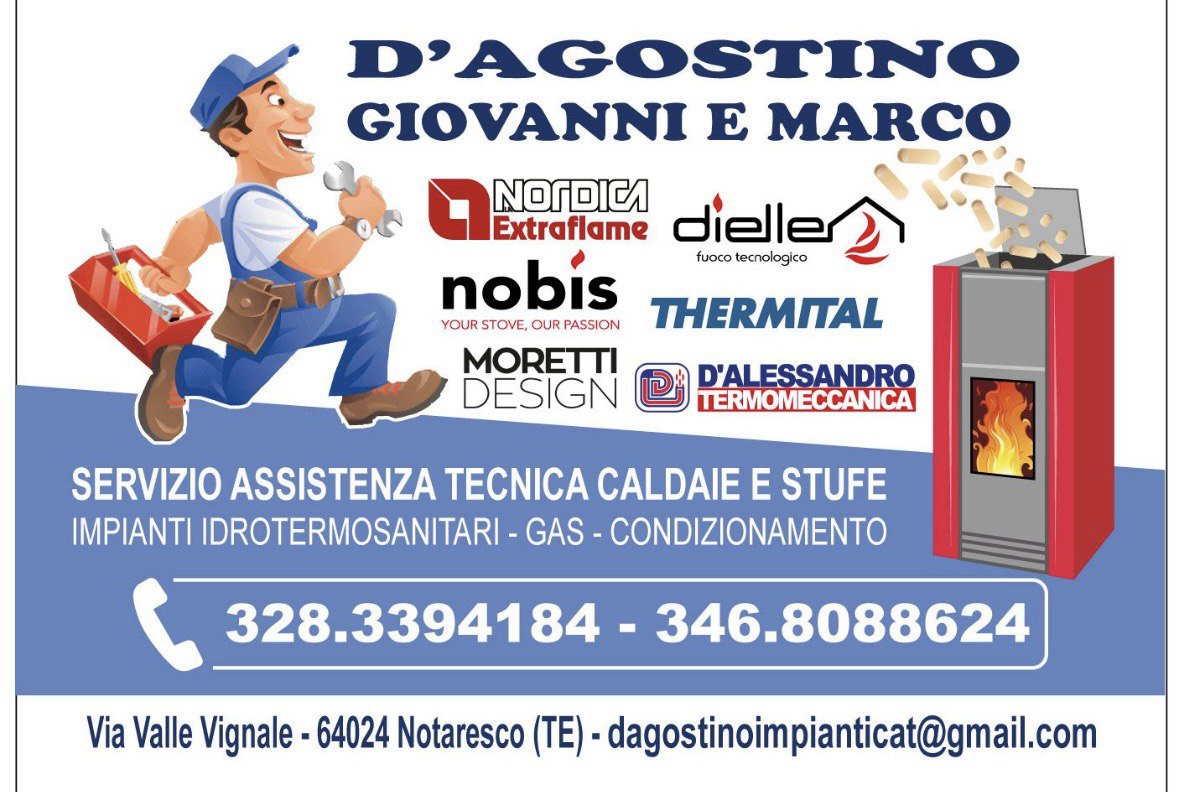 D'AGOSTINO
GIOVANNI E MARCO
NORDICA
Extraflame
dielle
fuoco tecnologico
nobis
YOUR STOVE, OUR PASSION
THERMITAL
MORETTI
DESIGN
D'ALESSANDRO
TERMOMECCANICA
SERVIZIO ASSISTENZA TECNICA CALDAIE E STUFE
IMPIANTI IDROTERMOSANITARI - GAS - CONDIZIONAMENTO
328.3394184 - 346.8088624
Via Valle Vignale - 64024 Notaresco (TE) - dagostinoimpianticat@gmail.com